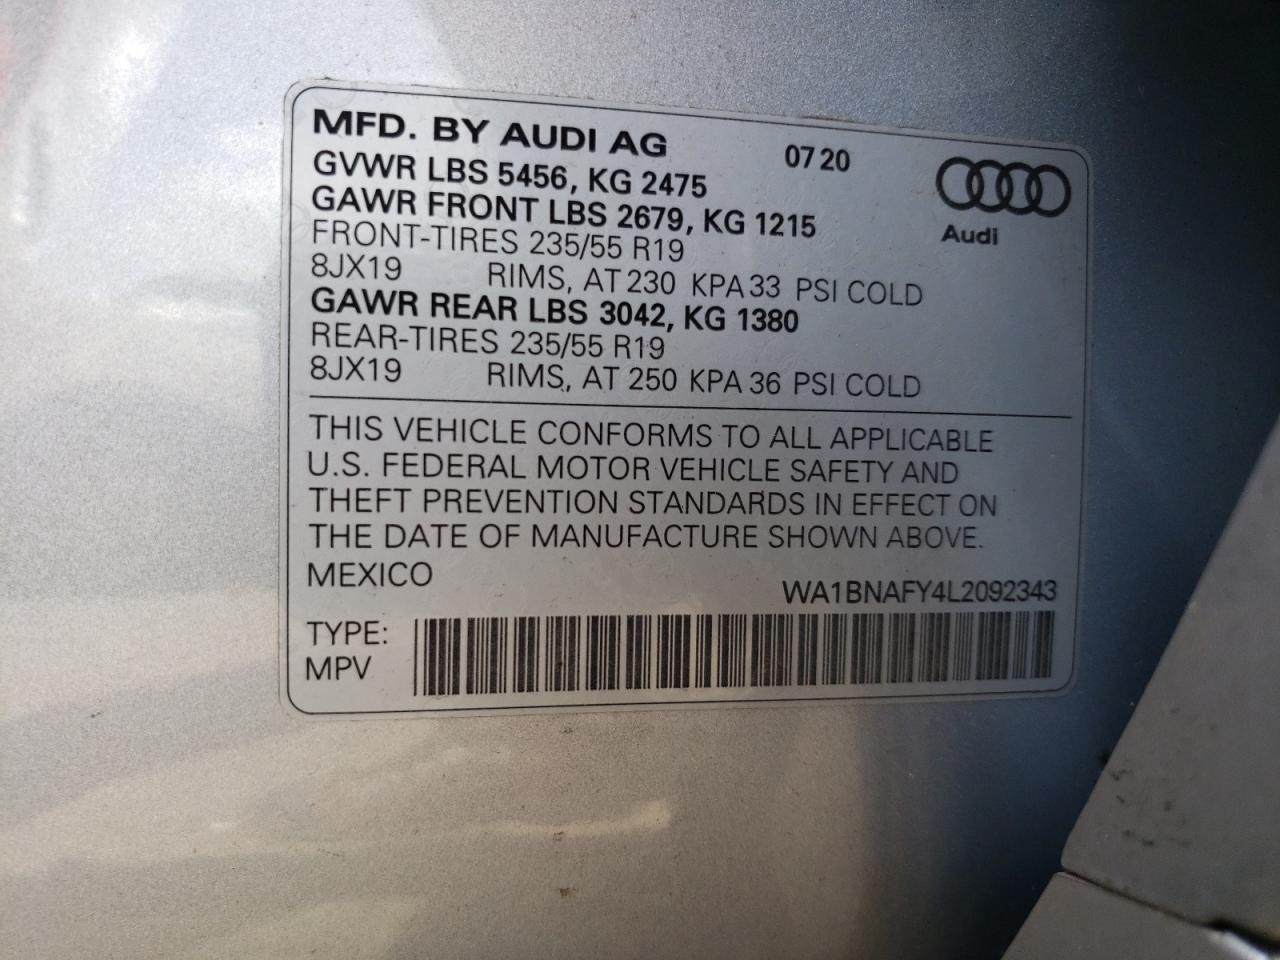 MFD. BY AUDI AG 07 20
GVWR LBS 5456, KG 2475
GAWR FRONT LBS 2679, KG 1215
Audi
FRONT-TIRES 235/55 R19
8JX19 RIMS, AT 230 KPA 33 PSI COLD
GAWR REAR LBS 3042, KG 1380
REAR-TIRES 235/55 R19
8JX19 RIMS, AT 250 KPA 36 PSI COLD
THIS VEHICLE CONFORMS TO ALL APPLICABLE
U.S. FEDERAL MOTOR VEHICLE SAFETY AND
THEFT PREVENTION STANDARDS IN EFFECT ON
THE DATE OF MANUFACTURE SHOWN ABOVE.
MEXICO WA1BNAFY4L2092343
TYPE:
MPV